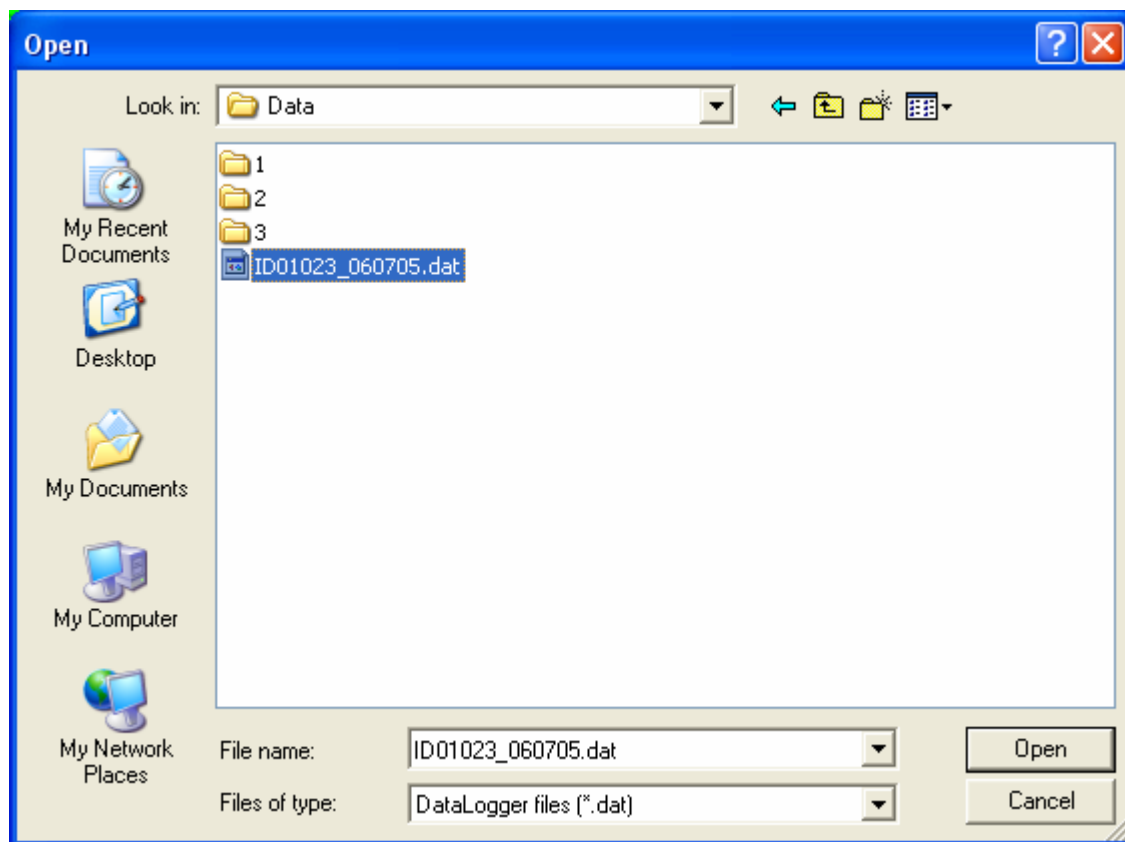 Open
Look in: Data
1
2
3
ID01023_060705.dat
My Recent
Documents
Desktop
My Documents
My Computer
My Network
Places
File name: ID01023_060705.dat Open
Files of type: DataLogger files (*.dat) Cancel